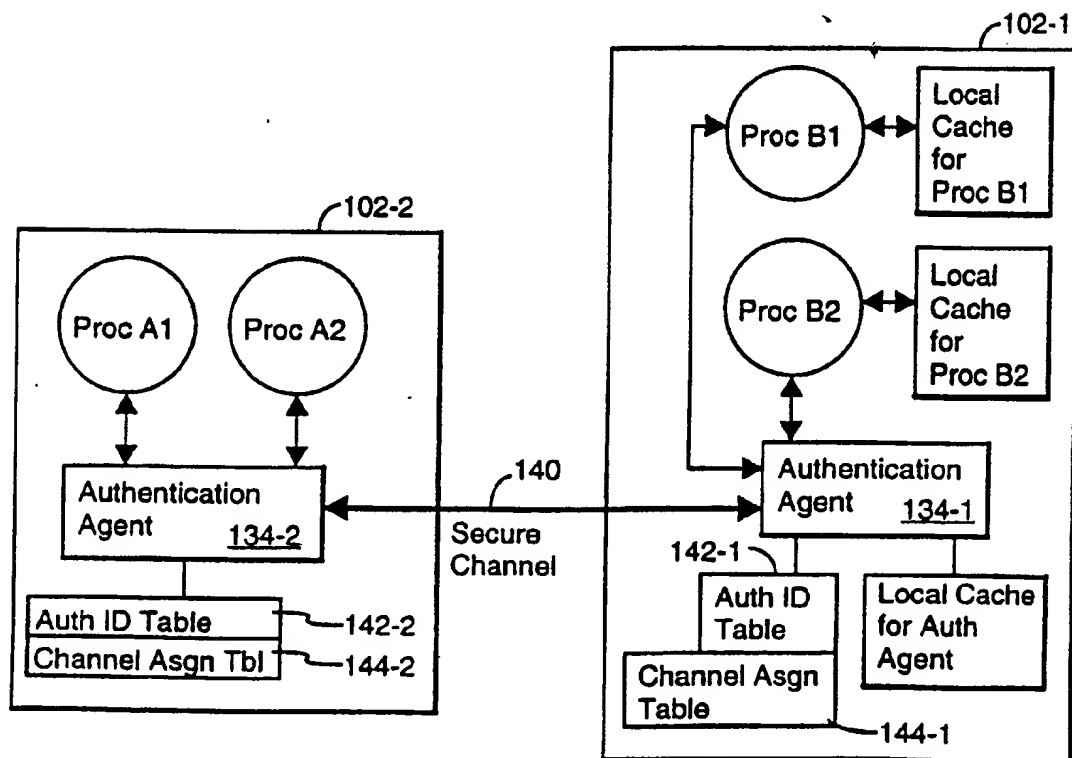 102-1
Proc B1
Local
Cache
for
Proc B1
102-2
Proc A1
Proc A2
Proc B2
Local
Cache
for
Proc B2
Authentication
Agent
134-2
140
Secure
Channel
Authentication
Agent
134-1
Auth ID Table
142-2
Channel Asgn Tbl
144-2
142-1
Auth ID
Table
Local Cache
for Auth
Agent
Channel Asgn
Table
144-1